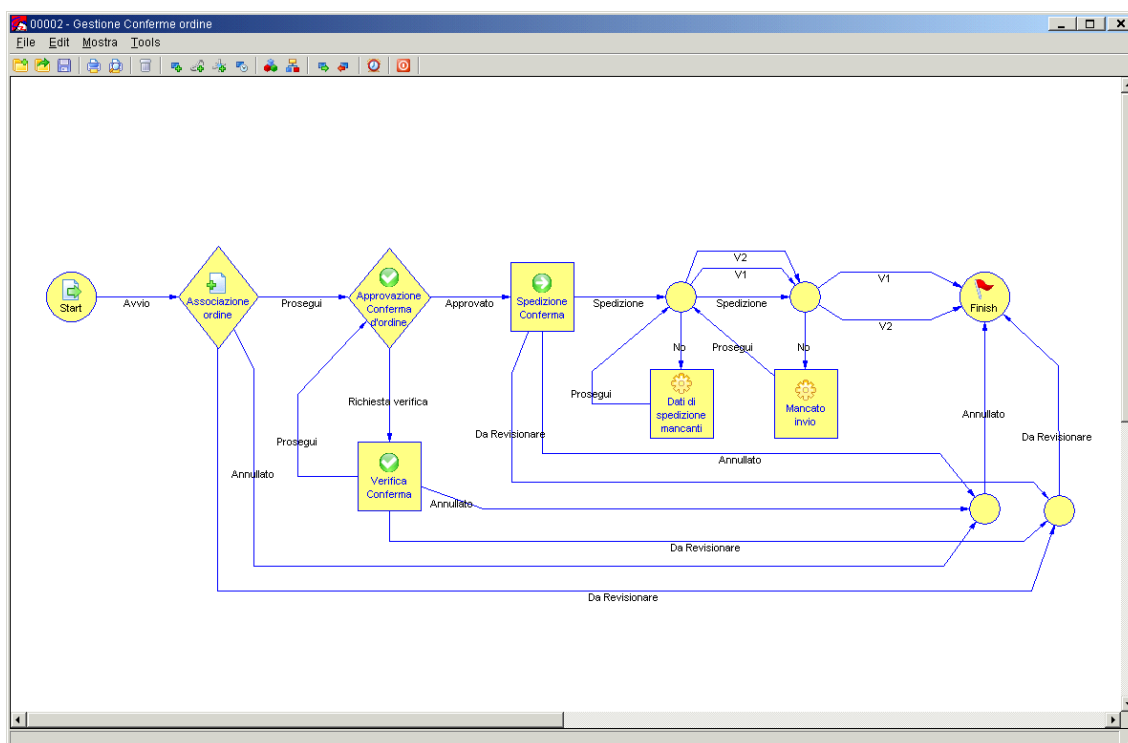 00002 - Gestione Conferme ordine
File Edit Mostra Tools
V2
V1
V1
Start
Avvio
Associazione
ordine
Prosegui
Approvazione
Conferma
d'ordine
Approvato
Spedizione
Conferma
Spedizione
Spedizione
Finish
V2
No
Prosegui
No
Prosegui
Dati di
spedizione
mancanti
Mancato
invio
Richiesta verifica
Annullato
Prosegui
Da Revisionare
Da Revisionare
Annullato
Annullato
Verifica
Conferma
Annullato
Da Revisionare
Da Revisionare